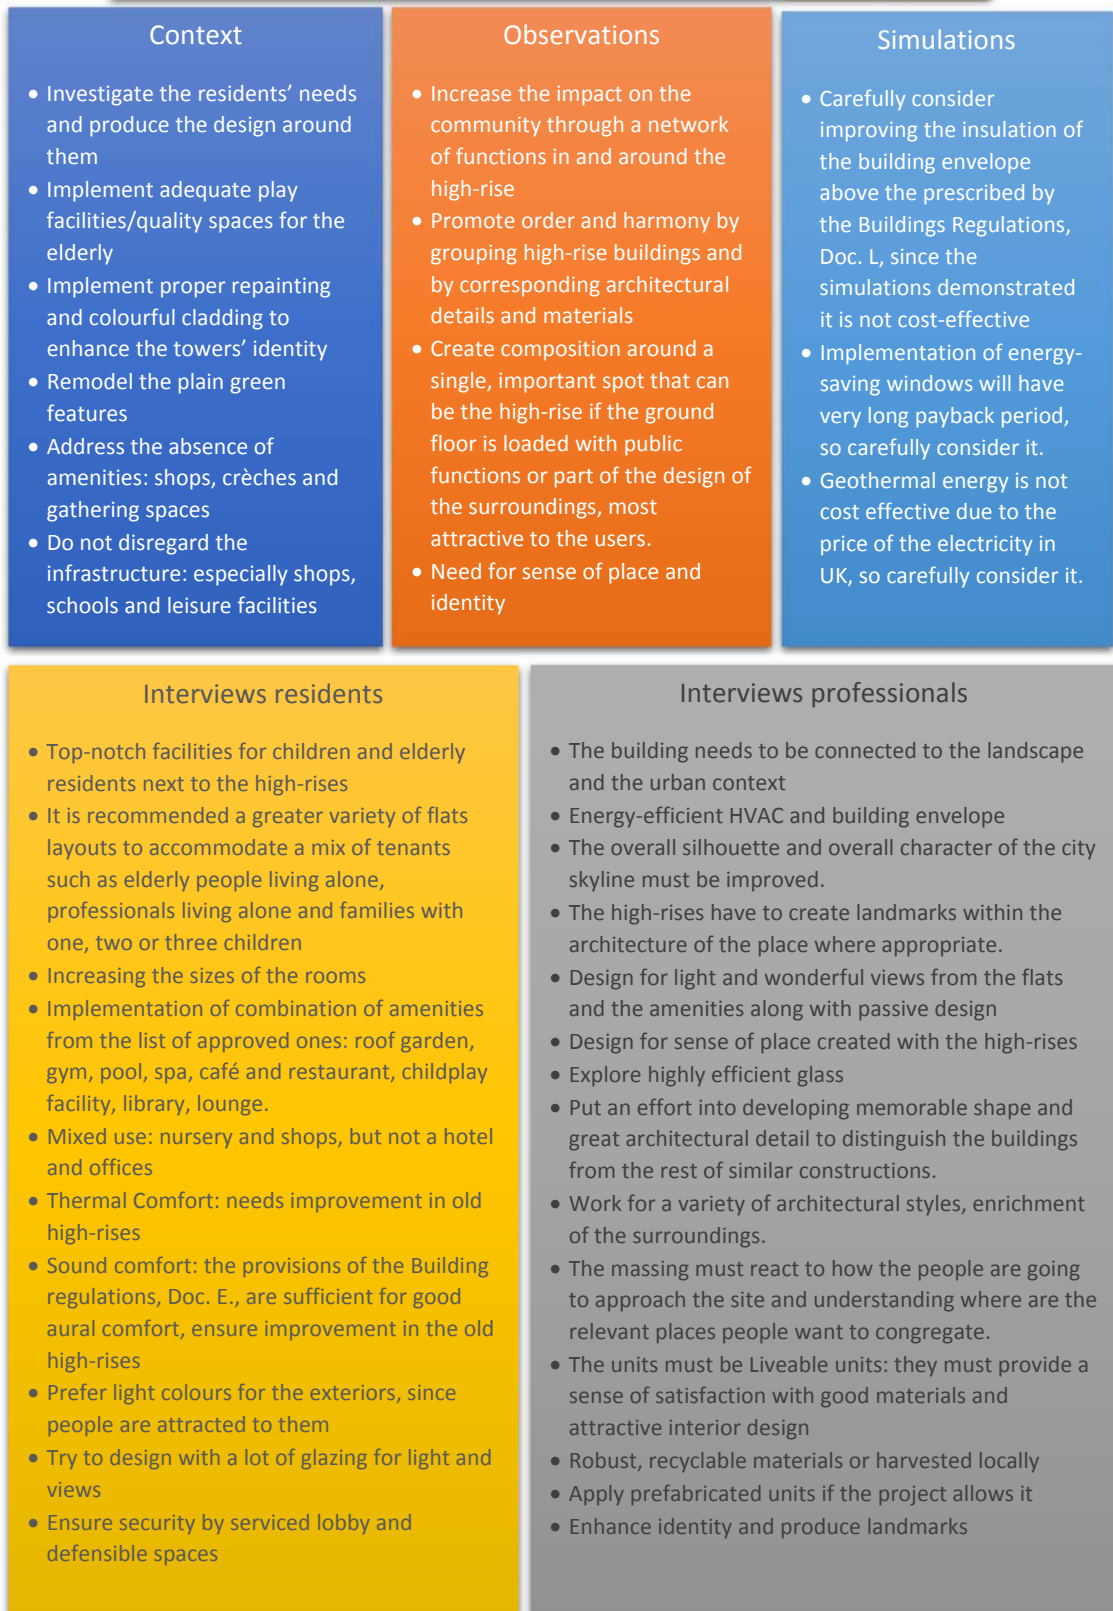 Context
• Investigate the residents’ needs
and produce the design around
them
• Implement adequate play
facilities/quality spaces for the
elderly
• Implement proper repainting
and colourful cladding to
enhance the towers’ identity
• Remodel the plain green
features
• Address the absence of
amenities: shops, crèches and
gathering spaces
• Do not disregard the
infrastructure: especially shops,
schools and leisure facilities
Observations
• Increase the impact on the
community through a network
of functions in and around the
high-rise
• Promote order and harmony by
grouping high-rise buildings and
by corresponding architectural
details and materials
• Create composition around a
single, important spot that can
be the high-rise if the ground
floor is loaded with public
functions or part of the design of
the surroundings, most
attractive to the users.
• Need for sense of place and
identity
Simulations
• Carefully consider
improving the insulation of
the building envelope
above the prescribed by
the Buildings Regulations,
Doc. L, since the
simulations demonstrated
it is not cost-effective
• Implementation of energy-
saving windows will have
very long payback period,
so carefully consider it.
• Geothermal energy is not
cost effective due to the
price of the electricity in
UK, so carefully consider it.
Interviews residents
• Top-notch facilities for children and elderly
residents next to the high-rises
• It is recommended a greater variety of flats
layouts to accommodate a mix of tenants
such as elderly people living alone,
professionals living alone and families with
one, two or three children
• Increasing the sizes of the rooms
• Implementation of combination of amenities
from the list of approved ones: roof garden,
gym, pool, spa, café and restaurant, childplay
facility, library, lounge.
• Mixed use: nursery and shops, but not a hotel
and offices
• Thermal Comfort: needs improvement in old
high-rises
• Sound comfort: the provisions of the Building
regulations, Doc. E., are sufficient for good
aural comfort, ensure improvement in the old
high-rises
• Prefer light colours for the exteriors, since
people are attracted to them
• Try to design with a lot of glazing for light and
views
• Ensure security by serviced lobby and
defensible spaces
Interviews professionals
• The building needs to be connected to the landscape
and the urban context
• Energy-efficient HVAC and building envelope
• The overall silhouette and overall character of the city
skyline must be improved.
• The high-rises have to create landmarks within the
architecture of the place where appropriate.
• Design for light and wonderful views from the flats
and the amenities along with passive design
• Design for sense of place created with the high-rises
• Explore highly efficient glass
• Put an effort into developing memorable shape and
great architectural detail to distinguish the buildings
from the rest of similar constructions.
• Work for a variety of architectural styles, enrichment
of the surroundings.
• The massing must react to how the people are going
to approach the site and understanding where are the
relevant places people want to congregate.
• The units must be Liveable units: they must provide a
sense of satisfaction with good materials and
attractive interior design
• Robust, recyclable materials or harvested locally
• Apply prefabricated units if the project allows it
• Enhance identity and produce landmarks